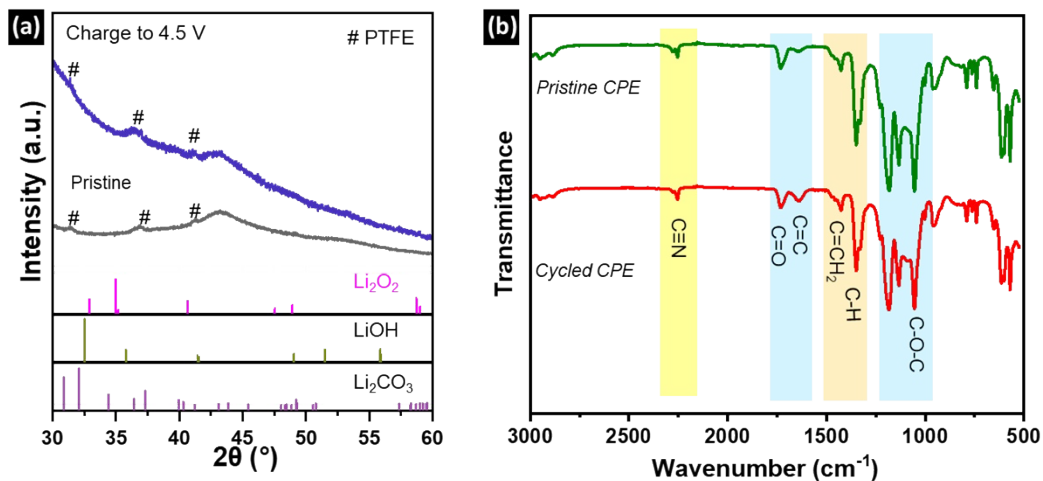 (a)
Charge to 4.5 V
# PTFE
#
#
#
Pristine
#
#
#
Li₂O₂
LiOH
Li₂CO₃
Intensity (a.u.)
30 35 40 45 50 55 60
2θ (°)
(b)
Pristine CPE
Cycled CPE
C≡N
C=O
C=C
C=CH₂
C-H
C-O-C
Transmittance
3000 2500 2000 1500 1000 500
Wavenumber (cm⁻¹)